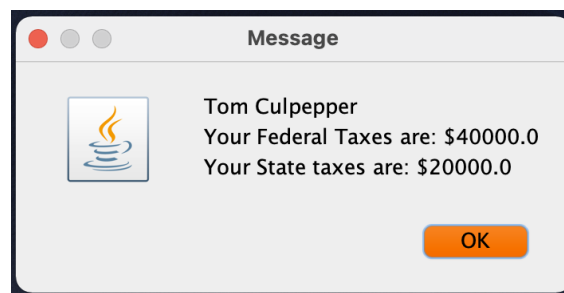 Message
Tom Culpepper
Your Federal Taxes are: $40000.0
Your State taxes are: $20000.0
OK